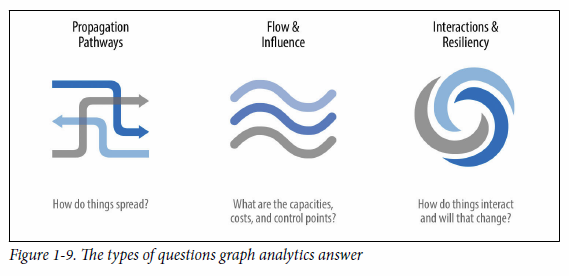 Propagation
Pathways
Flow &
Influence
Interactions &
Resiliency
How do things spread?
What are the capacities,
costs, and control points?
How do things interact
and will that change?
Figure 1-9. The types of questions graph analytics answer